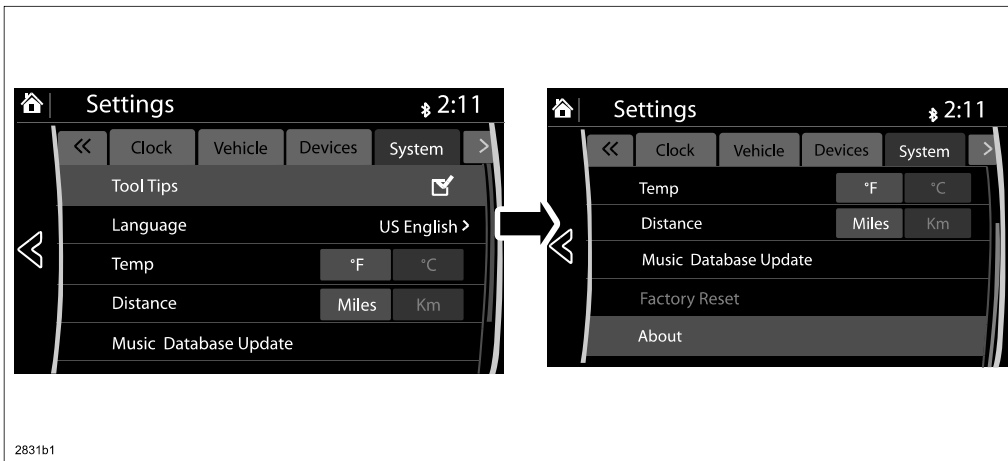 Settings 2:11
« Clock Vehicle Devices System >
Tool Tips
Language US English >
Temp °F °C
Distance Miles Km
Music Database Update
Settings 2:11
« Clock Vehicle Devices System >
Temp °F °C
Distance Miles Km
Music Database Update
Factory Reset
About
2831b1